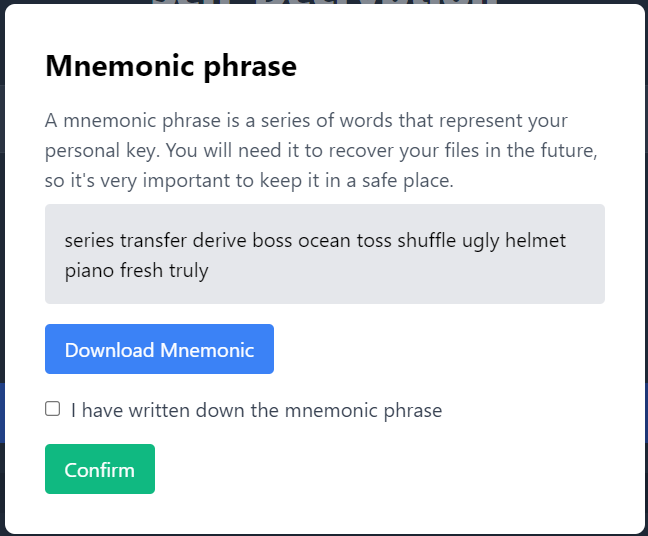 Self-Decryption
Mnemonic phrase
A mnemonic phrase is a series of words that represent your
personal key. You will need it to recover your files in the future,
so it's very important to keep it in a safe place.
series transfer derive boss ocean toss shuffle ugly helmet
piano fresh truly
Download Mnemonic
I have written down the mnemonic phrase
Confirm